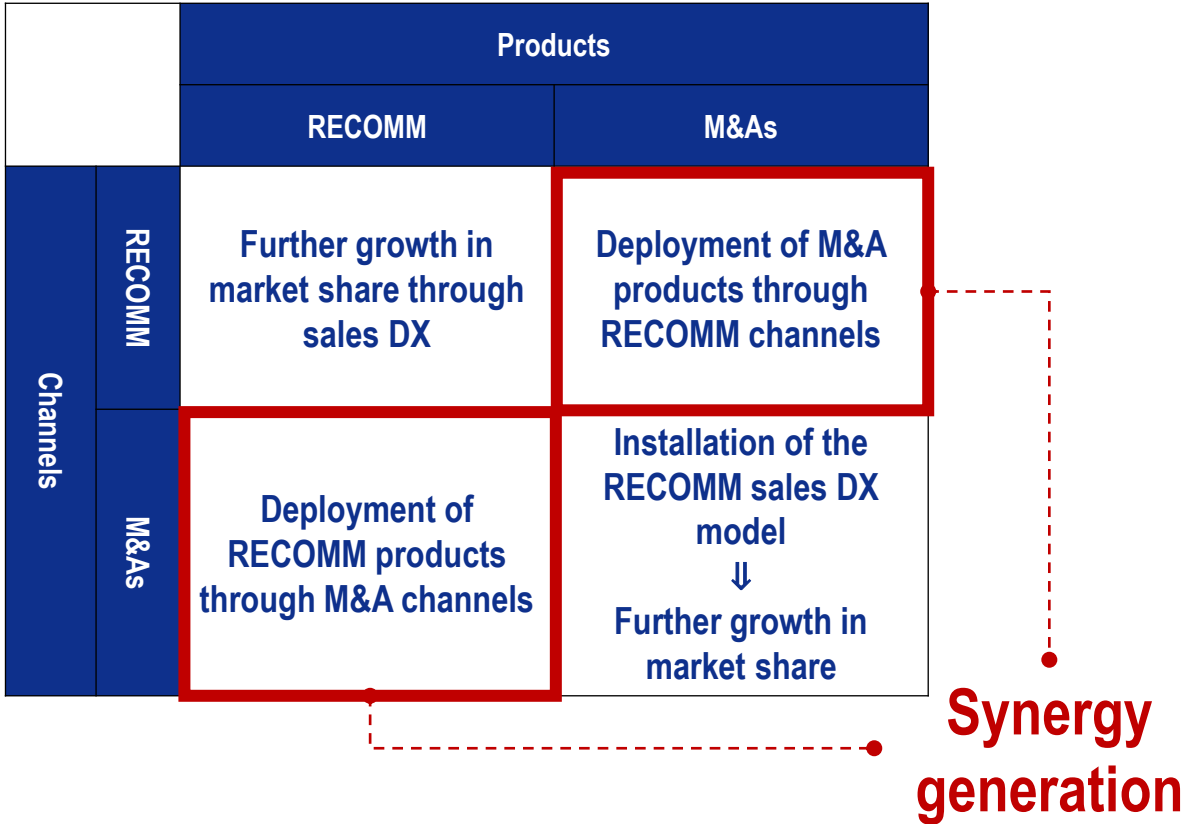 Products
RECOMM
M&As
Channels
RECOMM
Further growth in
market share through
sales DX
Deployment of M&A
products through
RECOMM channels
M&As
Deployment of
RECOMM products
through M&A channels
Installation of the
RECOMM sales DX
model
⇓
Further growth in
market share
Synergy
generation